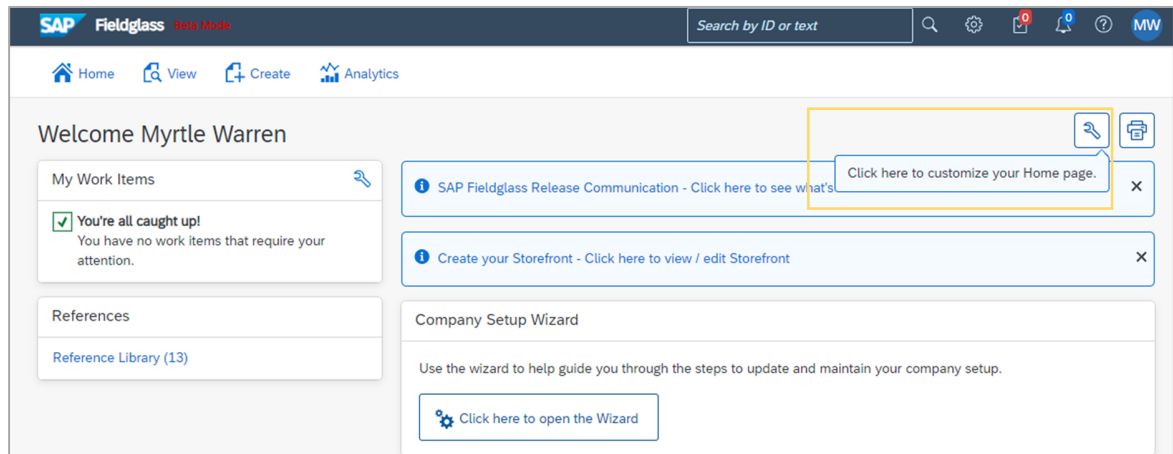 SAP Fieldglass Beta Mode
Search by ID or text
0
0
MW
Home
View
Create
Analytics
Welcome Myrtle Warren
Click here to customize your Home page.
My Work Items
You're all caught up!
You have no work items that require your
attention.
References
Reference Library (13)
SAP Fieldglass Release Communication - Click here to see what's
Create your Storefront - Click here to view / edit Storefront
Company Setup Wizard
Use the wizard to help guide you through the steps to update and maintain your company setup.
Click here to open the Wizard